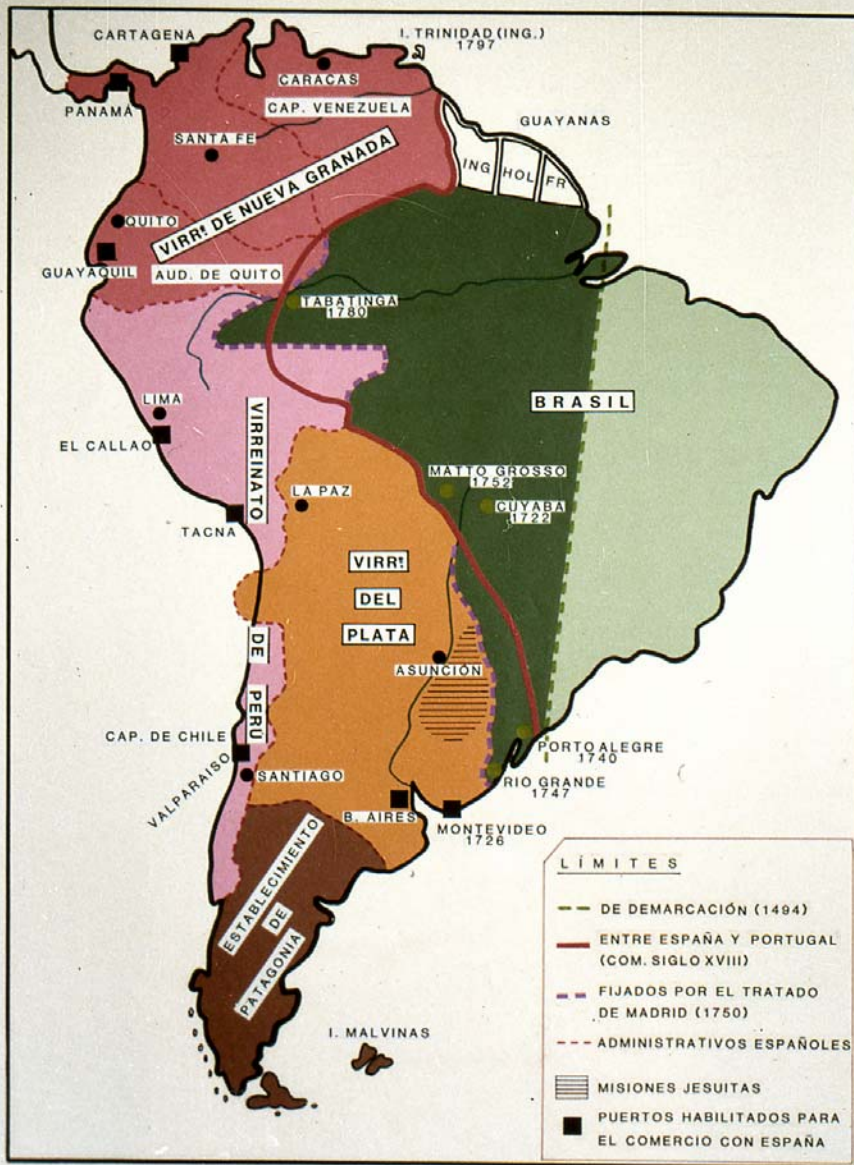 CARTAGENA
I. TRINIDAD (ING.)
1797
PANAMÁ
CARACAS
CAP. VENEZUELA
GUAYANAS
SANTA FE
ING
HOL
FR
VIRRº DE NUEVA GRANADA
QUITO
GUAYAQUIL
AUD. DE QUITO
TABATINGA
1780
BRASIL
LIMA
EL CALLAO
VIRREINATO
DE
PERÚ
MATTO GROSSO
1752
LA PAZ
CUYABA
1722
TACNA
VIRRº
DEL
PLATA
ASUNCIÓN
CAP. DE CHILE
PORTO ALEGRE
1740
VALPARAISO
SANTIAGO
RIO GRANDE
1747
B. AIRES
MONTEVIDEO
1726
ESTABLECIMIENTO
DE
PATAGONIA
I. MALVINAS
LÍMITES
DE DEMARCACIÓN (1494)
ENTRE ESPAÑA Y PORTUGAL
(COM. SIGLO XVIII)
FIJADOS POR EL TRATADO
DE MADRID (1750)
ADMINISTRATIVOS ESPAÑOLES
MISIONES JESUITAS
PUERTOS HABILITADOS PARA
EL COMERCIO CON ESPAÑA